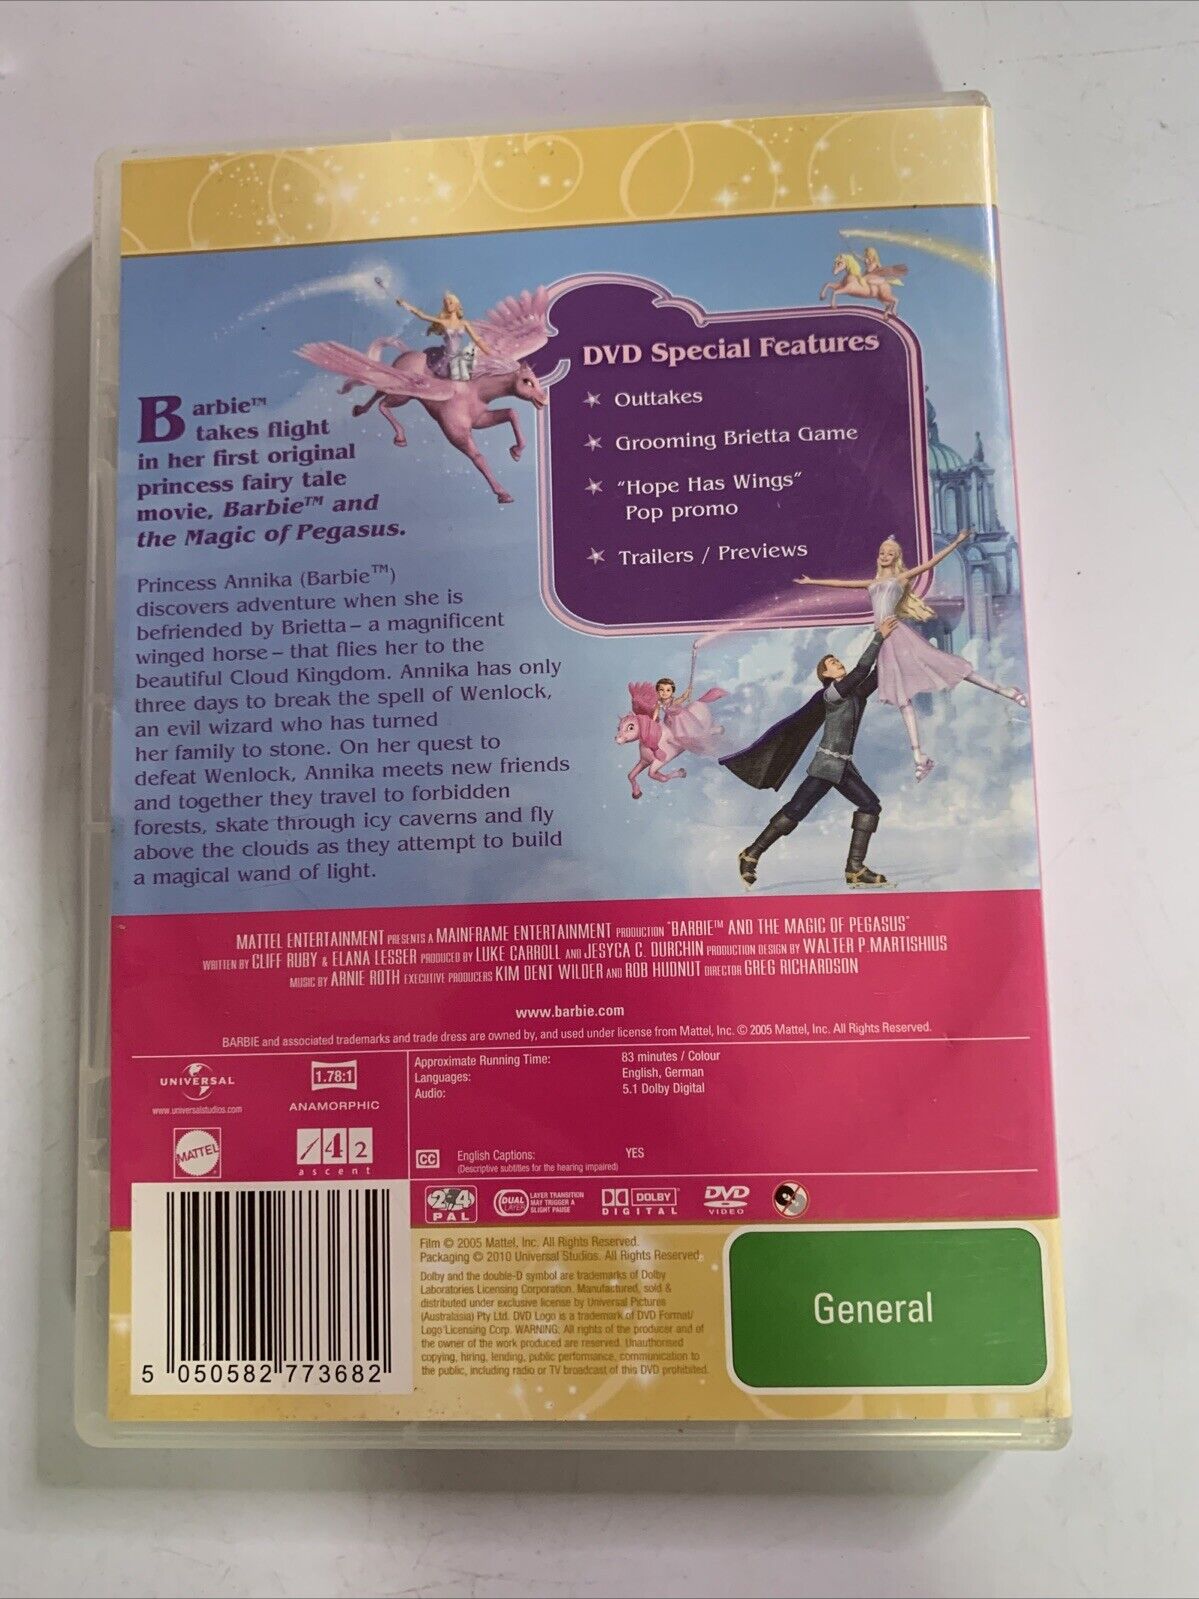 Barbie™
takes flight
in her first original
princess fairy tale
movie, Barbie™ and
the Magic of Pegasus.
Princess Annika (Barbie™)
discovers adventure when she is
befriended by Brietta – a magnificent
winged horse – that flies her to the
beautiful Cloud Kingdom. Annika has only
three days to break the spell of Wenlock,
an evil wizard who has turned
her family to stone. On her quest to
defeat Wenlock, Annika meets new friends
and together they travel to forbidden
forests, skate through icy caverns and fly
above the clouds as they attempt to build
a magical wand of light.
DVD Special Features
Outtakes
Grooming Brietta Game
"Hope Has Wings"
Pop promo
Trailers / Previews
MATTEL ENTERTAINMENT PRESENTS A MAINFRAME ENTERTAINMENT PRODUCTION "BARBIE™ AND THE MAGIC OF PEGASUS"
WRITTEN BY CLIFF RUBY & ELANA LESSER PRODUCED BY LUKE CARROLL AND JESYCA C. DURCHIN PRODUCTION DESIGN BY WALTER P. MARTISHIUS
MUSIC BY ARNIE ROTH EXECUTIVE PRODUCERS KIM DENT WILDER AND ROB HUDNUT DIRECTOR GREG RICHARDSON
www.barbie.com
BARBIE and associated trademarks and trade dress are owned by, and used under license from Mattel, Inc. © 2005 Mattel, Inc. All Rights Reserved.
UNIVERSAL
www.universalstudios.com
1.78:1
ANAMORPHIC
MATTEL
142
ascent
Approximate Running Time: 83 minutes / Colour
Languages: English, German
Audio: 5.1 Dolby Digital
CC English Captions: YES
(Descriptive subtitles for the hearing impaired)
2 4
PAL
DUAL LAYER
LAYER TRANSITION
MAY TRIGGER A
SLIGHT PAUSE
DOLBY
DIGITAL
DVD
VIDEO
Film © 2005 Mattel, Inc. All Rights Reserved.
Packaging © 2010 Universal Studios. All Rights Reserved.
Dolby and the double-D symbol are trademarks of Dolby
Laboratories Licensing Corporation. Manufactured, sold &
distributed under exclusive license by Universal Pictures
(Australasia) Pty Ltd. DVD Logo is a trademark of DVD Format/
Logo Licensing Corp. WARNING: All rights of the producer and of
the owner of the work produced are reserved. Unauthorised
copying, hiring, lending, public performance, communication to
the public, including radio or TV broadcast of this DVD prohibited.
5 050582 773682
General